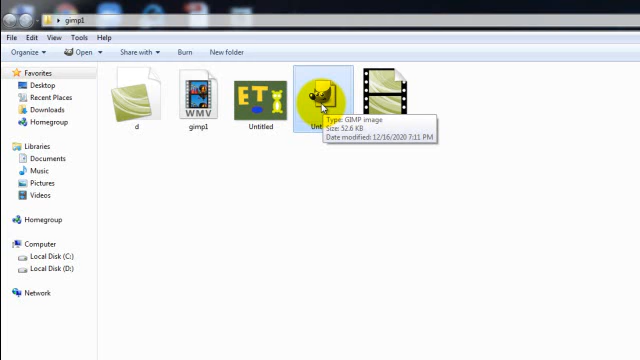 gimp1
File Edit View Tools Help
Organize Open Share with Burn New folder
Favorites
Desktop
Recent Places
Downloads
Homegroup
Libraries
Documents
Music
Pictures
Videos
Homegroup
Computer
Local Disk (C:)
Local Disk (D:)
Network
WMV
ETI
d gimp1 Untitled Unt
Type: GIMP image
Size: 52.6 KB
Date modified: 12/16/2020 7:11 PM